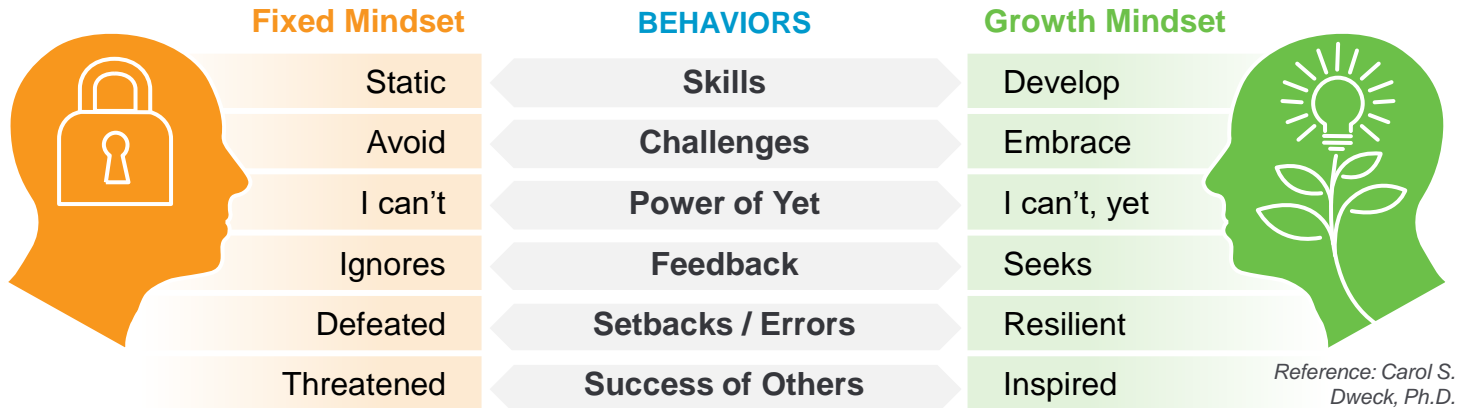 Fixed Mindset BEHAVIORS Growth Mindset
Static Skills Develop
Avoid Challenges Embrace
I can’t Power of Yet I can’t, yet
Ignores Feedback Seeks
Defeated Setbacks / Errors Resilient
Threatened Success of Others Inspired
Reference: Carol S.
Dweck, Ph.D.